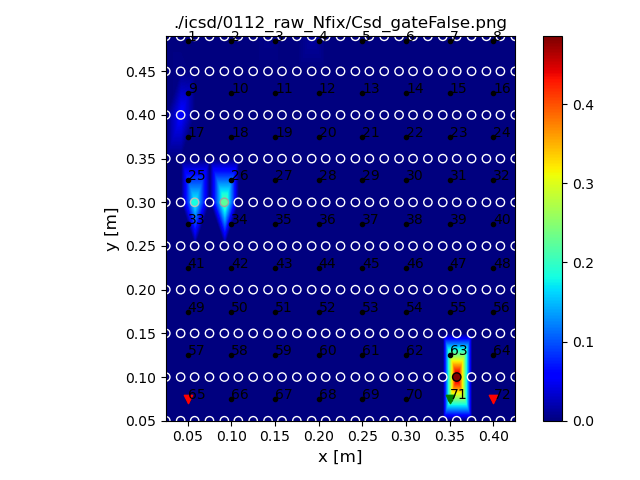 ./icsd/0112_raw_Nfix/Csd_gateFalse.png
1 2 3 4 5 6 7 8
0.45
9 10 11 12 13 14 15 16
0.40
17 18 19 20 21 22 23 24
0.35
25 26 27 28 29 30 31 32
0.30
33 34 35 36 37 38 39 40
0.25
41 42 43 44 45 46 47 48
0.20
49 50 51 52 53 54 55 56
0.15
57 58 59 60 61 62 63 64
0.10
65 66 67 68 69 70 71 72
0.05
0.05 0.10 0.15 0.20 0.25 0.30 0.35 0.40
x [m]
y [m]
0.4
0.3
0.2
0.1
0.0